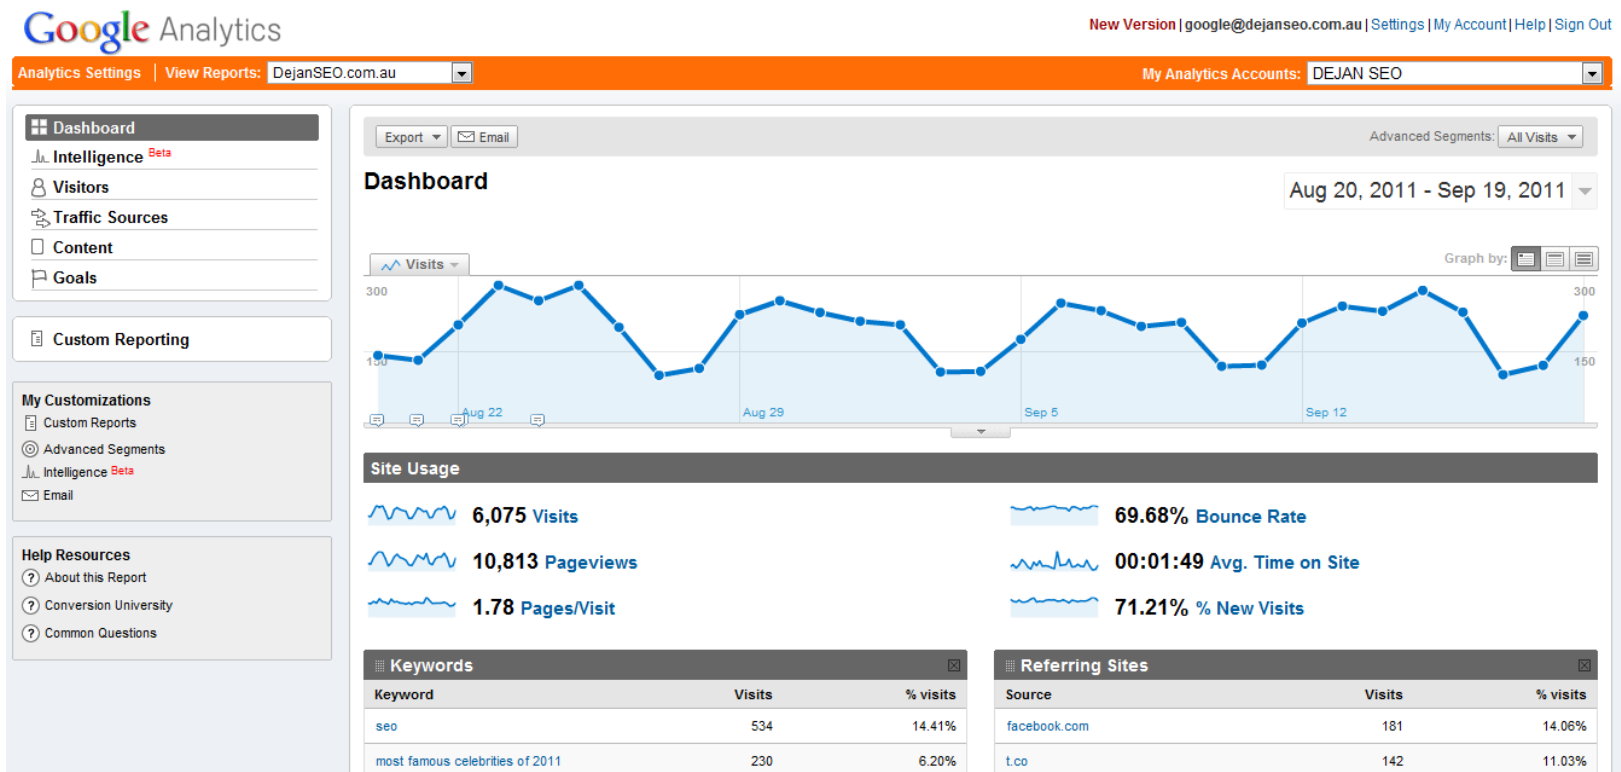 Google Analytics
New Version | google@dejanseo.com.au | Settings | My Account | Help | Sign Out
Analytics Settings | View Reports: DejanSEO.com.au
My Analytics Accounts: DEJAN SEO
Dashboard
Intelligence Beta
Visitors
Traffic Sources
Content
Goals
Custom Reporting
My Customizations
Custom Reports
Advanced Segments
Intelligence Beta
Email
Help Resources
About this Report
Conversion University
Common Questions
Export Email
Advanced Segments: All Visits
Dashboard
Aug 20, 2011 - Sep 19, 2011
Visits
Graph by:
300 300
150 150
Aug 22 Aug 29 Sep 5 Sep 12
Site Usage
6,075 Visits
10,813 Pageviews
1.78 Pages/Visit
69.68% Bounce Rate
00:01:49 Avg. Time on Site
71.21% % New Visits
Keywords
Keyword Visits % visits
seo 534 14.41%
most famous celebrities of 2011 230 6.20%
Referring Sites
Source Visits % visits
facebook.com 181 14.06%
t.co 142 11.03%